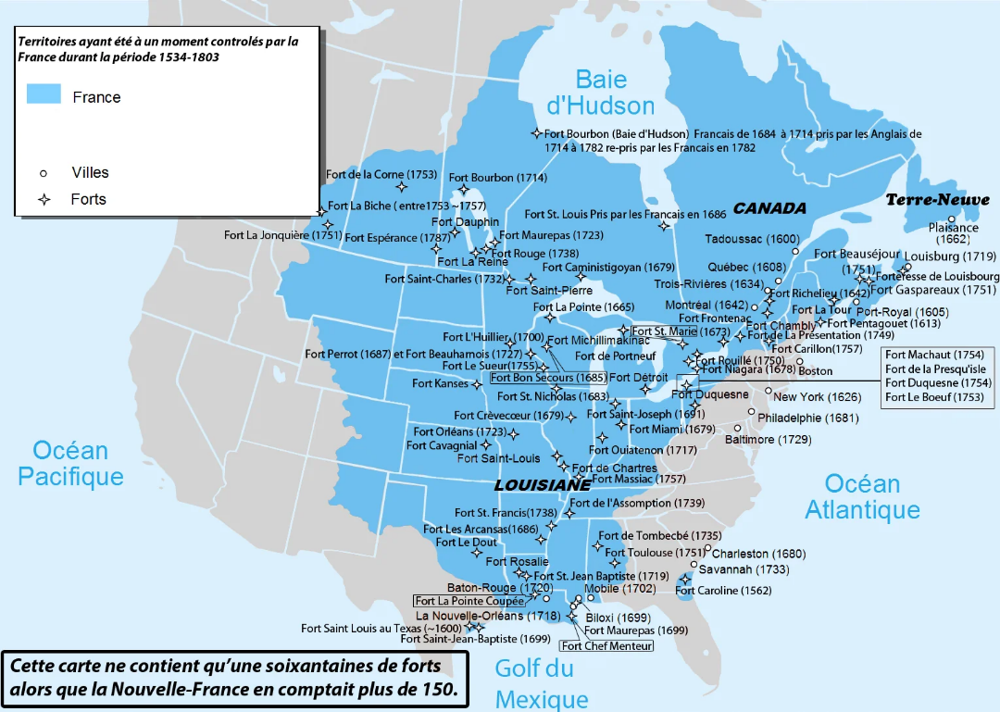 Territoires ayant été à un moment controlés par la
France durant la période 1534-1803
France
Villes
Forts
Baie
d'Hudson
Fort Bourbon (Baie d'Hudson) Francais de 1684 à 1714 pris par les Anglais de
1714 à 1782 re-pris par les Francais en 1782
Fort de la Corne (1753)
Fort Bourbon (1714)
Fort La Biche ( entre1753 ~1757)
Fort St. Louis Pris par les Francais en 1686
CANADA
Terre-Neuve
Fort Dauphin
Plaisance
(1662)
Fort La Jonquière (1751)
Fort Espérance (1787)
Fort Maurepas (1723)
Tadoussac (1600)
Fort Rouge (1738)
Fort La Reine
Fort Beauséjour
(1751)
Louisburg (1719)
Fort Caministigoyan (1679)
Québec (1608)
Forteresse de Louisbourg
Fort Saint-Charles (1732)
Fort Saint-Pierre
Trois-Rivières (1634)
Fort Richelieu (1642)
Fort Gaspareaux (1751)
Fort La Pointe (1665)
Montréal (1642)
Fort La Tour
Port-Royal (1605)
Fort Frontenac
Fort Chambly
Fort Pentagouet (1613)
Fort St. Marie (1673)
Fort de La Présentation (1749)
Fort L'Huillier (1700)
Fort Michillimakinac
Fort Carillon(1757)
Fort Perrot (1687) et Fort Beauharnois (1727)
Fort de Portneuf
Fort Rouillé (1750)
Fort Le Sueur(1755)
Fort Niagara (1678)
Boston
Fort Machaut (1754)
Fort de la Presqu'isle
Fort Duquesne (1754)
Fort Le Boeuf (1753)
Fort Bon Secours (1685)
Fort Détroit
Fort Kanses
Fort St. Nicholas (1683)
Fort Duquesne
New York (1626)
Fort Crèvecœur (1679)
Fort Saint-Joseph (1691)
Philadelphie (1681)
Fort Orléans (1723)
Fort Miami (1679)
Baltimore (1729)
Fort Cavagnial
Fort Ouiatenon (1717)
Fort Saint-Louis
Fort de Chartres
Fort Massiac (1757)
LOUISIANE
Océan
Pacifique
Océan
Atlantique
Fort de l'Assomption (1739)
Fort St. Francis(1738)
Fort Les Arcansas(1686)
Fort de Tombecbé (1735)
Fort Le Dout
Fort Toulouse (1751)
Charleston (1680)
Fort Rosalie
Savannah (1733)
Fort St. Jean Baptiste (1719)
Baton-Rouge (1720)
Mobile (1702)
Fort Caroline (1562)
Fort La Pointe Coupée
La Nouvelle-Orléans (1718)
Biloxi (1699)
Fort Saint Louis au Texas (~1600)
Fort Maurepas (1699)
Fort Saint-Jean-Baptiste (1699)
Fort Chef Menteur
Golf du
Mexique
Cette carte ne contient qu'une soixantaines de forts
alors que la Nouvelle-France en comptait plus de 150.